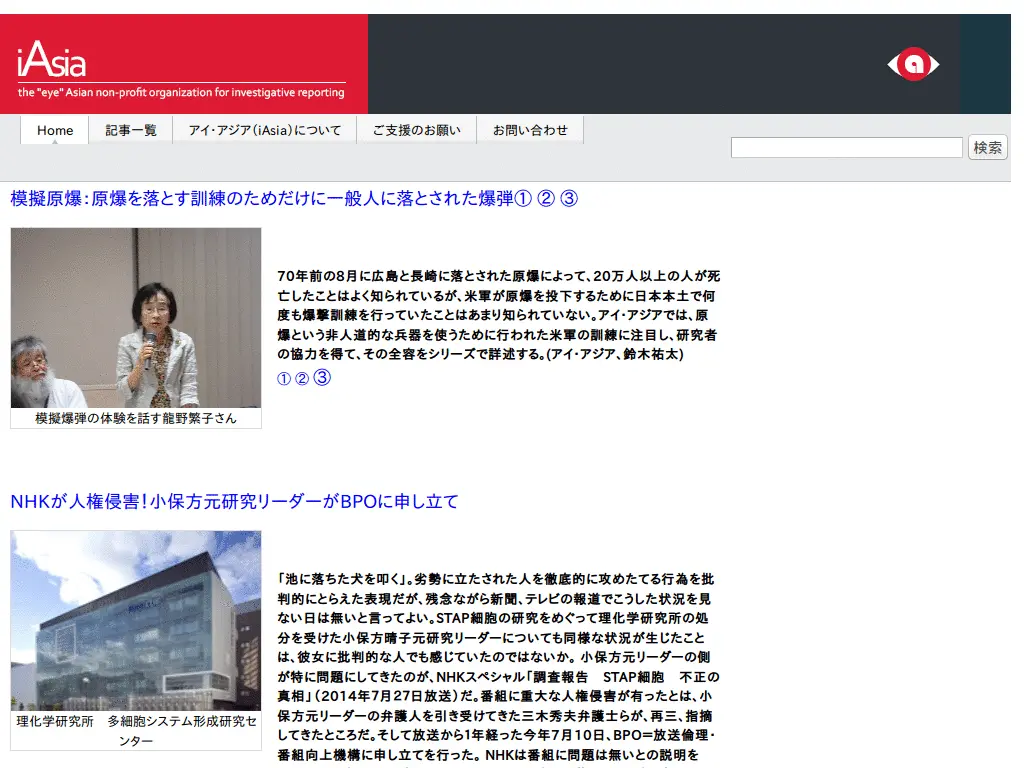 iAsia
the "eye" Asian non-profit organization for investigative reporting
a
Home
記事一覧
アイ・アジア(iAsia)について
ご支援のお願い
お問い合わせ
検索
模擬原爆:原爆を落とす訓練のためだけに一般人に落とされた爆弾① ② ③
70年前の8月に広島と長崎に落とされた原爆によって、20万人以上の人が死
亡したことはよく知られているが、米軍が原爆を投下するために日本本土で何
度も爆撃訓練を行っていたことはあまり知られていない。アイ・アジアでは、原
爆という非人道的な兵器を使うために行われた米軍の訓練に注目し、研究者
の協力を得て、その全容をシリーズで詳述する。(アイ・アジア、鈴木祐太)
① ② ③
模擬爆弾の体験を話す龍野繁子さん
NHKが人権侵害!小保方元研究リーダーがBPOに申し立て
「池に落ちた犬を叩く」。劣勢に立たされた人を徹底的に攻めたてる行為を批
判的にとらえた表現だが、残念ながら新聞、テレビの報道でこうした状況を見
ない日は無いと言ってよい。STAP細胞の研究をめぐって理化学研究所の処
分を受けた小保方晴子元研究リーダーについても同様な状況が生じたこと
は、彼女に批判的な人でも感じていたのではないか。 小保方元リーダーの側
が特に問題にしてきたのが、NHKスペシャル「調査報告　STAP細胞　不正の
真相」(2014年7月27日放送)だ。番組に重大な人権侵害が有ったとは、小
保方元リーダーの弁護人を引き受けてきた三木秀夫弁護士らが、再三、指摘
してきたところだ。そして放送から1年経った今年7月10日、BPO=放送倫理・
番組向上機構に申し立てを行った。 NHKは番組に問題は無いとの説明を
理化学研究所　多細胞システム形成研究セ
ンター